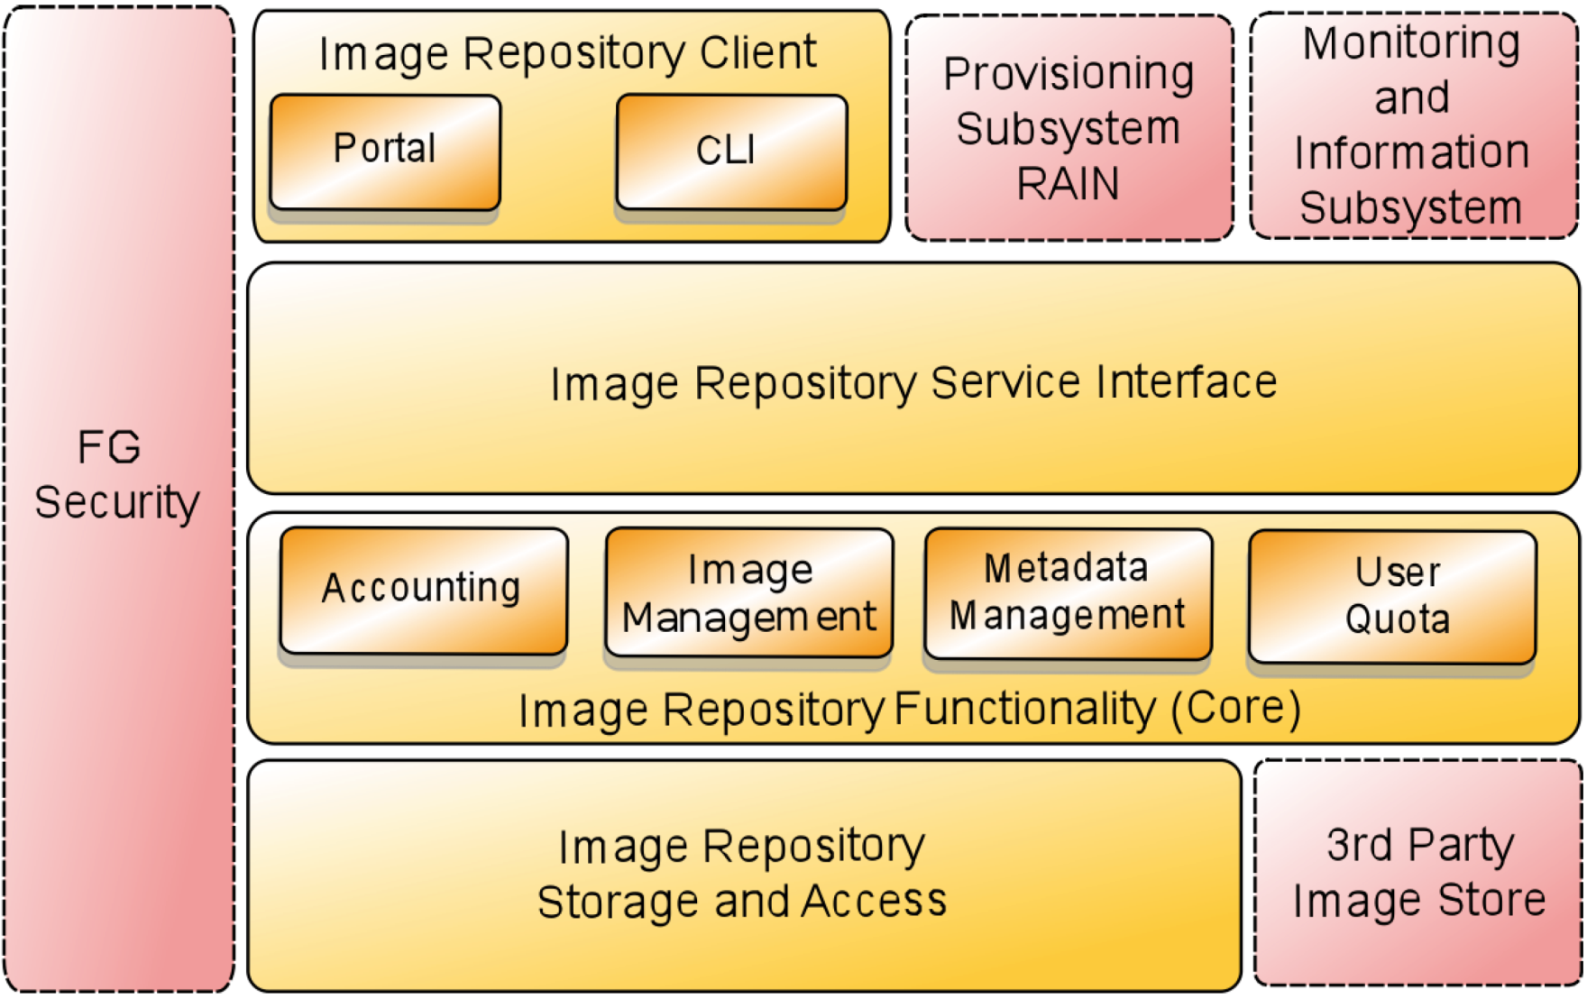 FG
Security
Image Repository Client
Portal
CLI
Provisioning
Subsystem
RAIN
Monitoring
and
Information
Subsystem
Image Repository Service Interface
Accounting
Image
Management
Metadata
Management
User
Quota
Image Repository Functionality (Core)
Image Repository
Storage and Access
3rd Party
Image Store